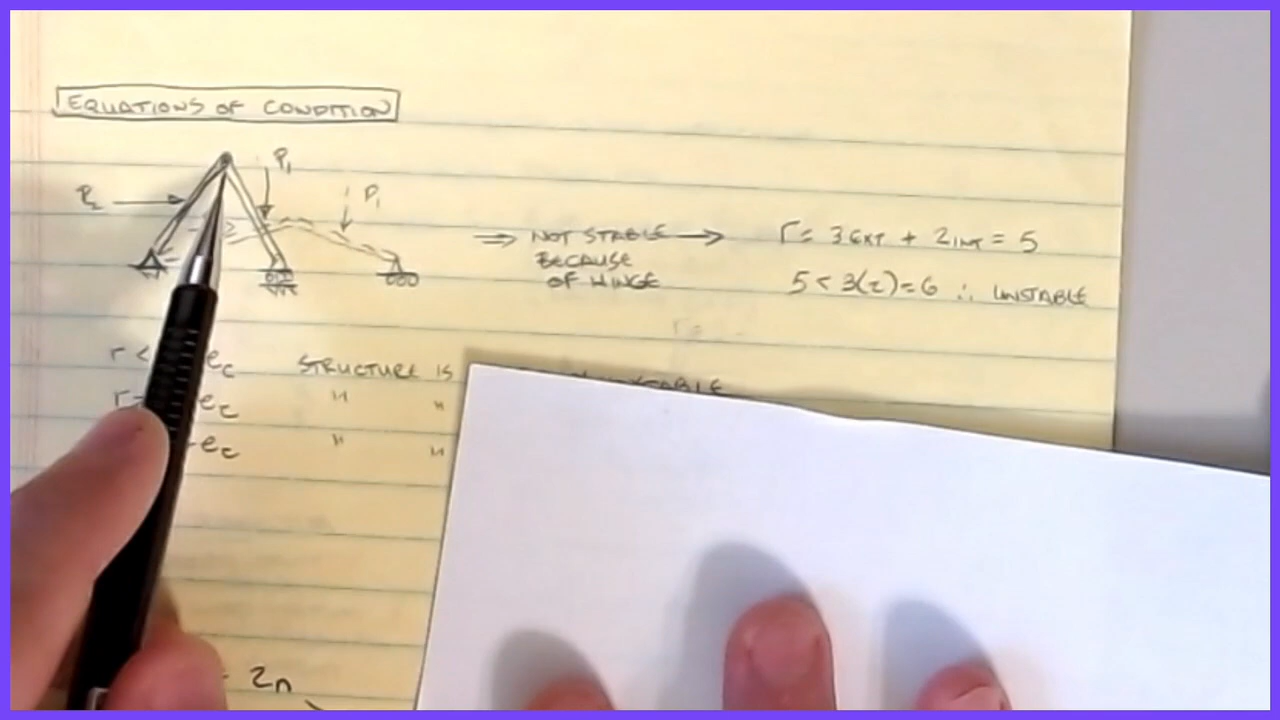 EQUATIONS OF CONDITION
P1
P2
P1
⇒ NOT STABLE → r = 3EXT + 2INT = 5
BECAUSE
OF HINGE
5 < 3(2) = 6 ∴ UNSTABLE
r =
r < ec STRUCTURE IS
r = ec " "
ec " "
2n